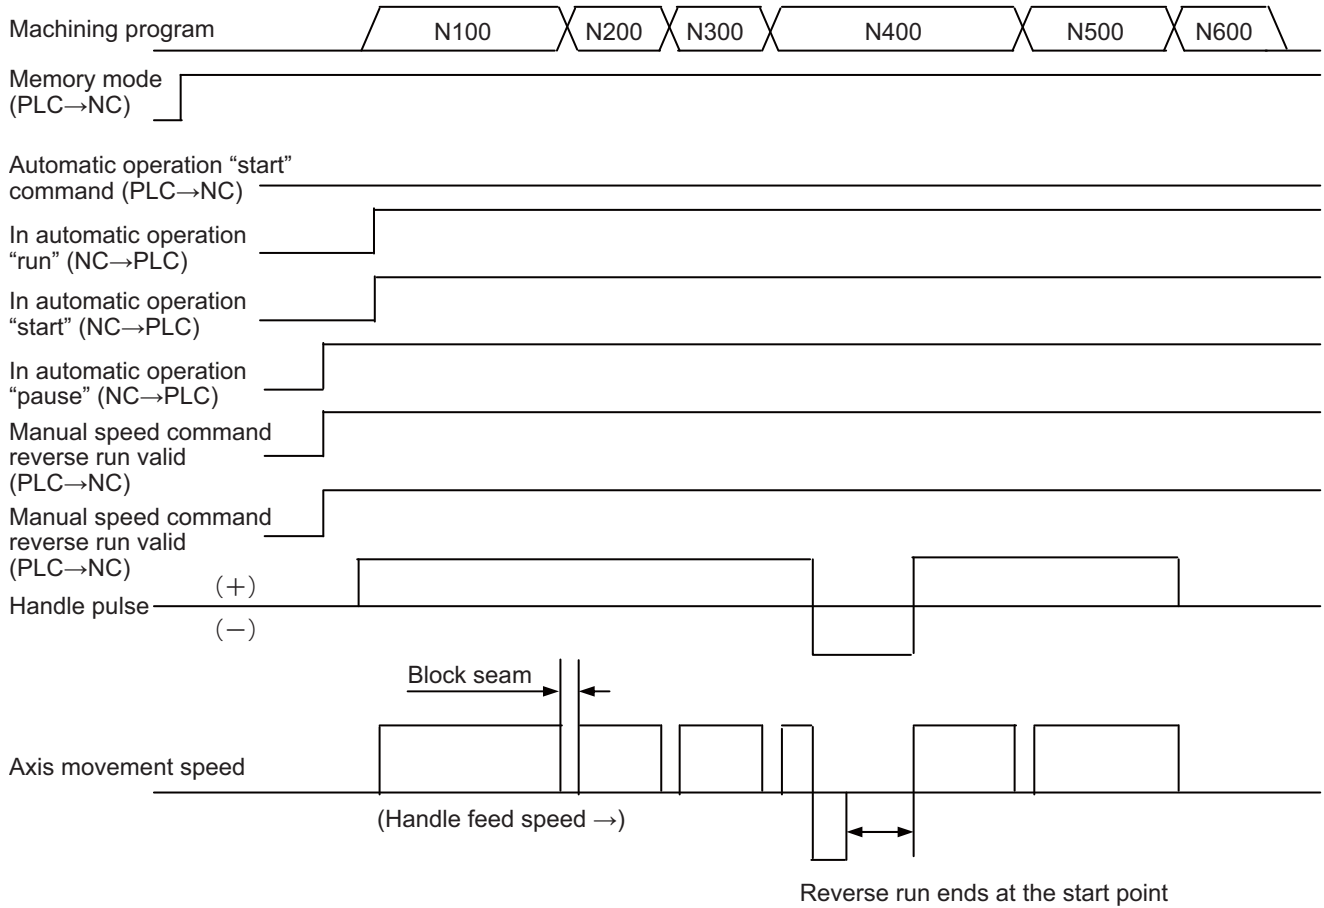 Machining program
N100 N200 N300 N400 N500 N600
Memory mode
(PLC→NC)
Automatic operation “start”
command (PLC→NC)
In automatic operation
“run” (NC→PLC)
In automatic operation
“start” (NC→PLC)
In automatic operation
“pause” (NC→PLC)
Manual speed command
reverse run valid
(PLC→NC)
Manual speed command
reverse run valid
(PLC→NC)
(+)
Handle pulse
(−)
Block seam
Axis movement speed
(Handle feed speed →)
Reverse run ends at the start point